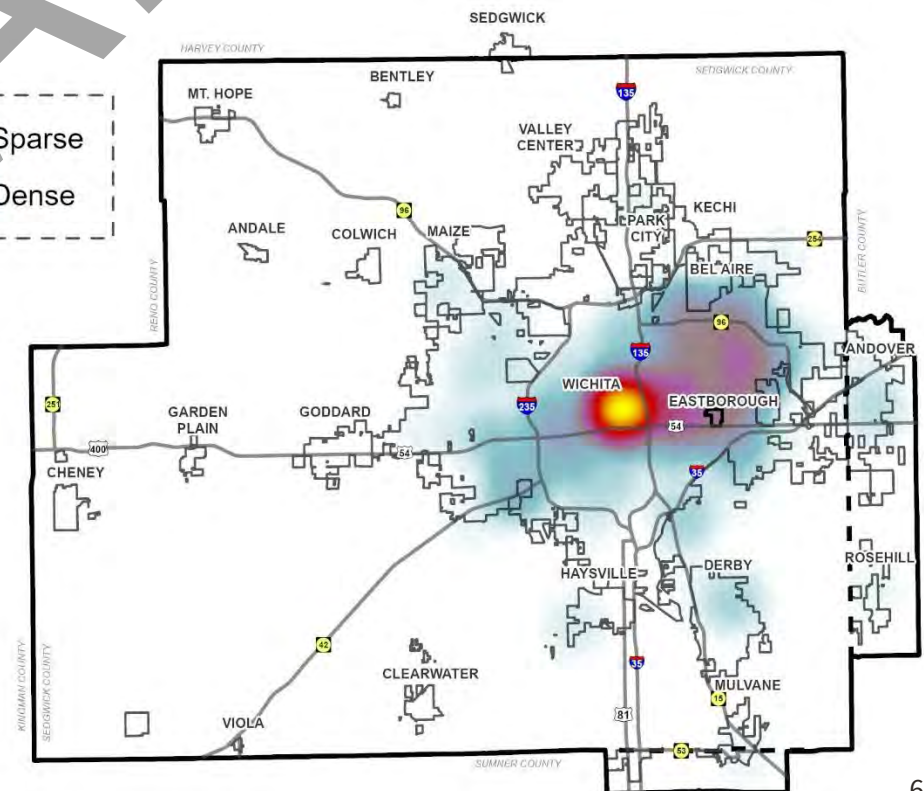 SEDGWICK
HARVEY COUNTY
SEDGWICK COUNTY
BENTLEY
MT. HOPE
135
Sparse
Dense
VALLEY
CENTER
96
KECHI
PARK
CITY
ANDALE
COLWICH
MAIZE
254
BEL AIRE
BUTLER COUNTY
RENO COUNTY
96
135
ANDOVER
WICHITA
EASTBOROUGH
251
235
GARDEN
PLAIN
GODDARD
54
400
54
CHENEY
35
HAYSVILLE
DERBY
ROSEHILL
42
KINGMAN COUNTY
SEDGWICK COUNTY
35
CLEARWATER
MULVANE
15
81
VIOLA
53
SUMNER COUNTY
6